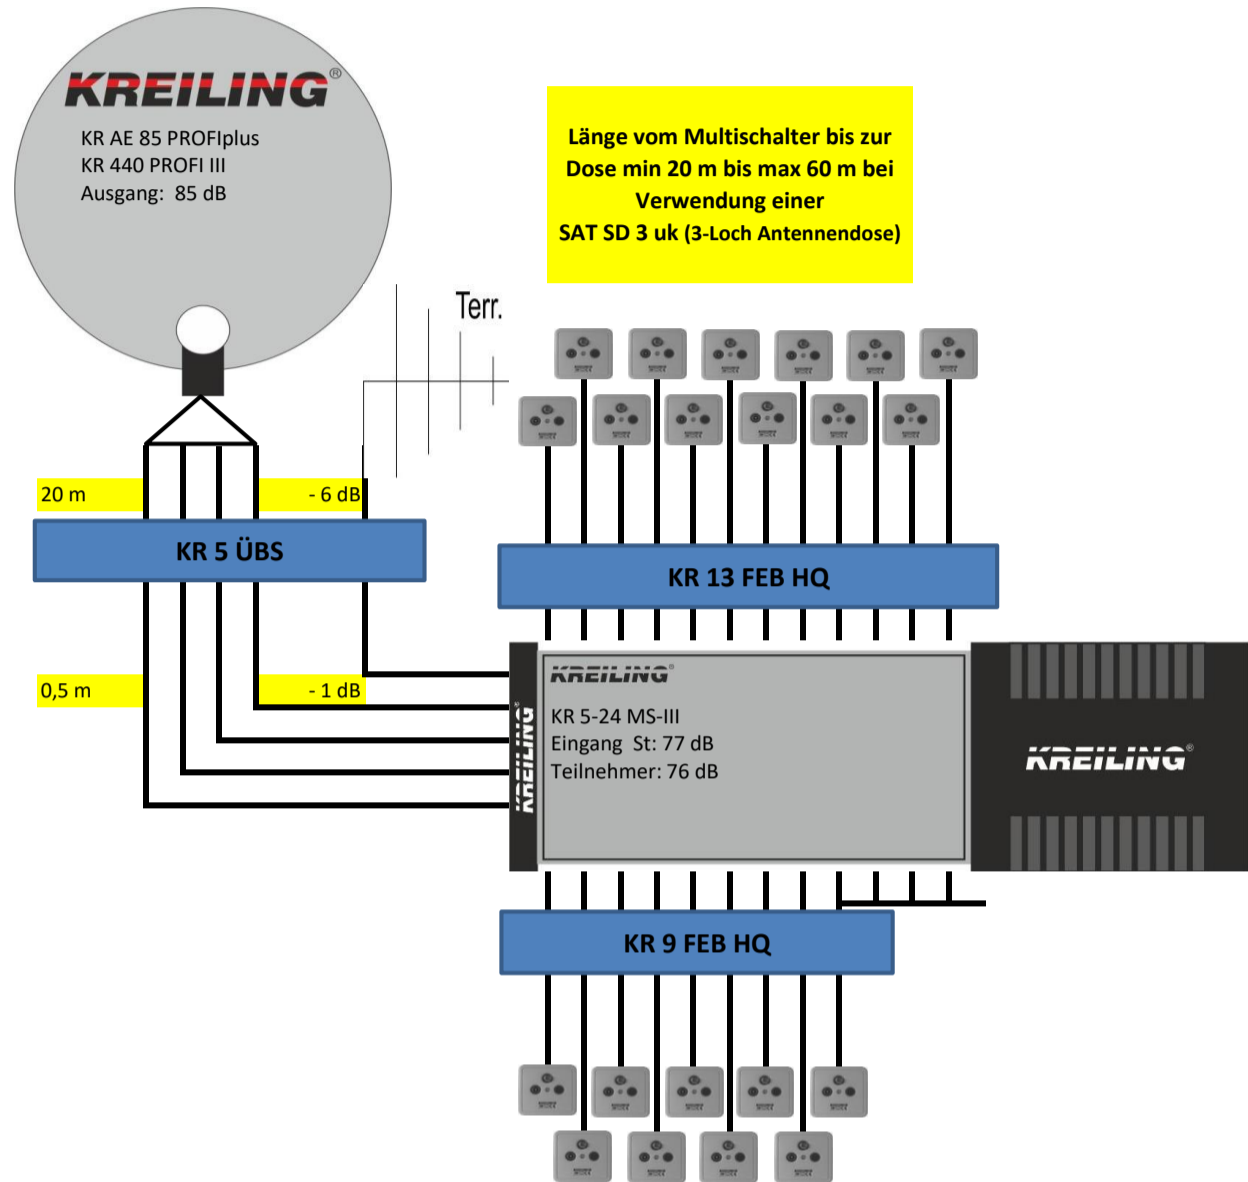 KREILING®
KR AE 85 PROFIplus
KR 440 PROFI III
Ausgang: 85 dB
Länge vom Multischalter bis zur
Dose min 20 m bis max 60 m bei
Verwendung einer
SAT SD 3 uk (3-Loch Antennendose)
Terr.
20 m
- 6 dB
KR 5 ÜBS
KR 13 FEB HQ
0,5 m
- 1 dB
KREILING
KREILING®
KR 5-24 MS-III
Eingang St: 77 dB
Teilnehmer: 76 dB
KREILING®
KR 9 FEB HQ